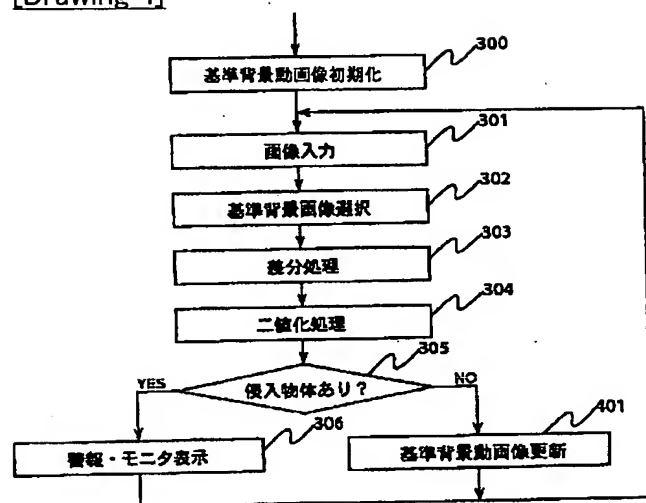 [Drawing 4]
300
基準背景動画像初期化
301
画像入力
302
基準背景画像選択
303
差分処理
304
二値化処理
305
YES
侵入物体あり?
NO
306
401
警報・モニタ表示
基準背景動画像更新